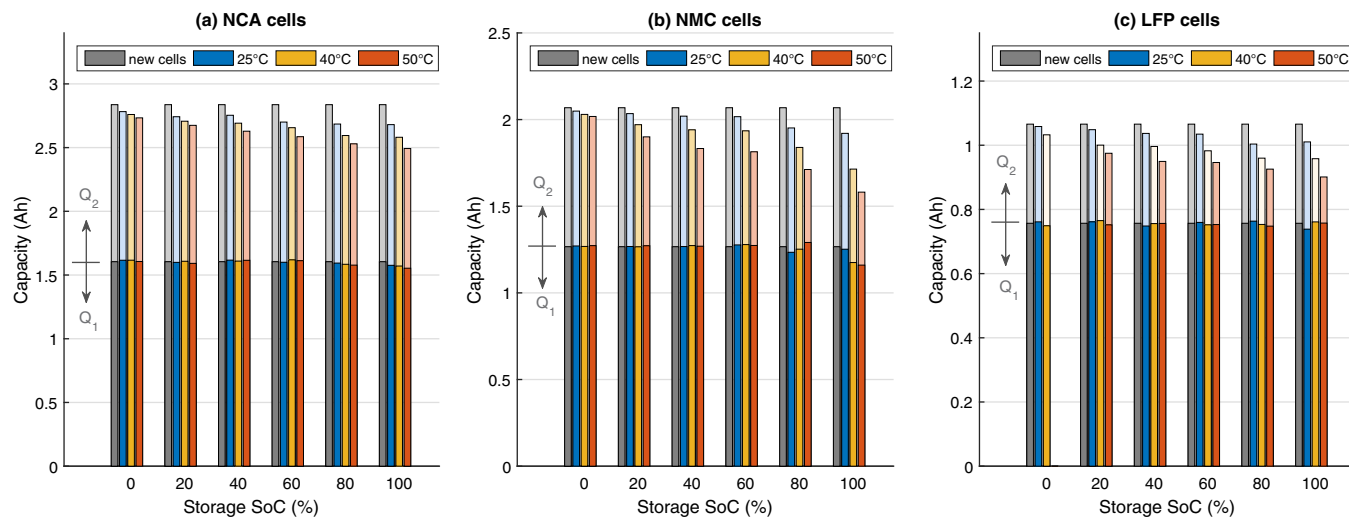 (a) NCA cells
new cells 25°C 40°C 50°C
3
2.5
2
1.5
1
0.5
0
Capacity (Ah)
Q2
Q1
0 20 40 60 80 100
Storage SoC (%)
(b) NMC cells
new cells 25°C 40°C 50°C
2.5
2
1.5
1
0.5
0
Capacity (Ah)
Q2
Q1
0 20 40 60 80 100
Storage SoC (%)
(c) LFP cells
new cells 25°C 40°C 50°C
1.2
1
0.8
0.6
0.4
0.2
0
Capacity (Ah)
Q2
Q1
0 20 40 60 80 100
Storage SoC (%)